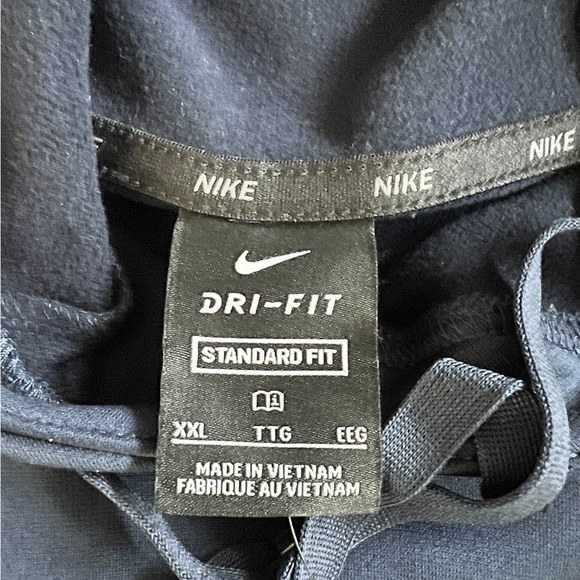 NIKE NIKE NIKE
DRI-FIT
STANDARD FIT
XXL TTG EEG
MADE IN VIETNAM
FABRIQUE AU VIETNAM